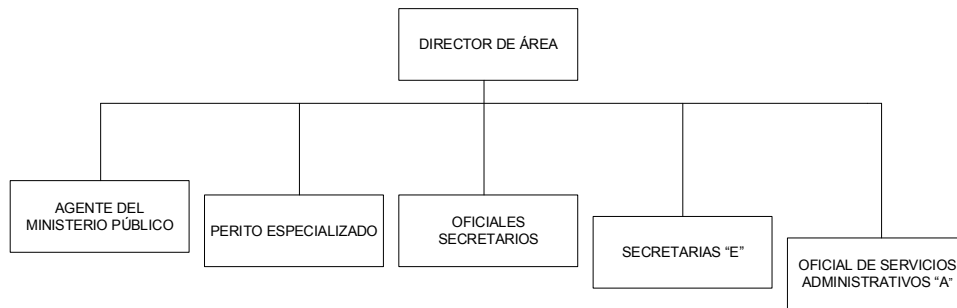 DIRECTOR DE ÁREA
AGENTE DEL
MINISTERIO PÚBLICO
PERITO ESPECIALIZADO
OFICIALES
SECRETARIOS
SECRETARIAS “E”
OFICIAL DE SERVICIOS
ADMINISTRATIVOS “A”